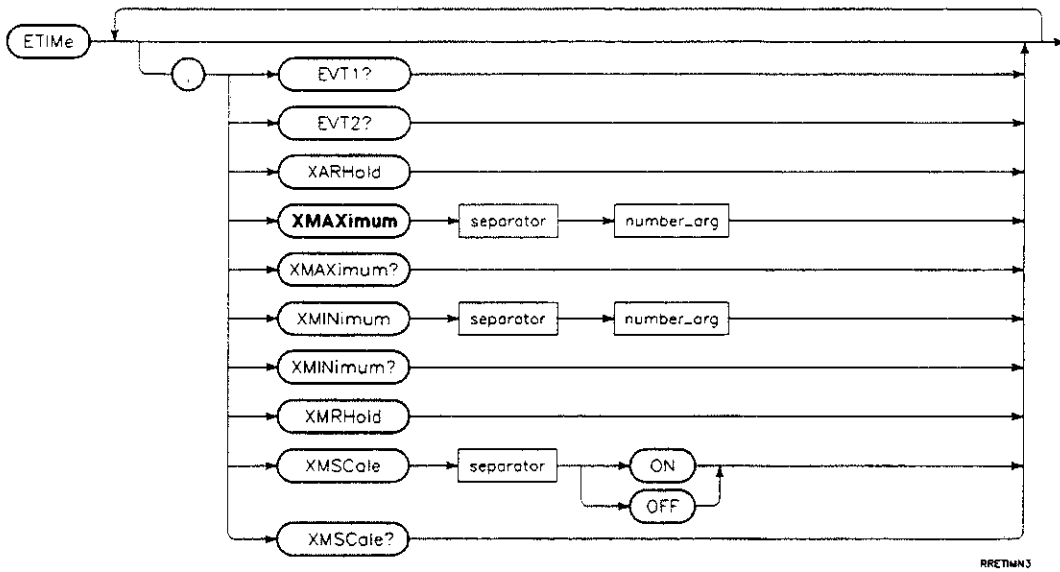 ETIMe
,
EVT1?
EVT2?
XARHold
XMAXimum separator number_arg
XMAXimum?
XMINimum separator number_arg
XMINimum?
XMRHold
XMSCale separator ON
OFF
XMSCale?
RRETIMN3